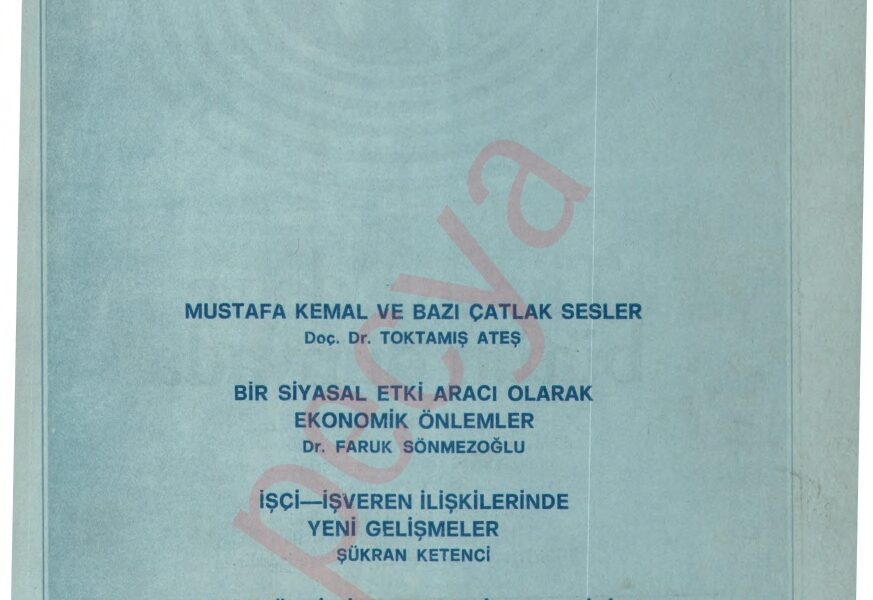 MUSTAFA KEMAL VE BAZI ÇATLAK SESLER
Doç. Dr. TOKTAMIŞ ATEŞ
BİR SİYASAL ETKİ ARACI OLARAK
EKONOMİK ÖNLEMLER
Dr. FARUK SÖNMEZOĞLU
İŞÇİ—İŞVEREN İLİŞKİLERİNDE
YENİ GELİŞMELER
ŞÜKRAN KETENCİ
pecya